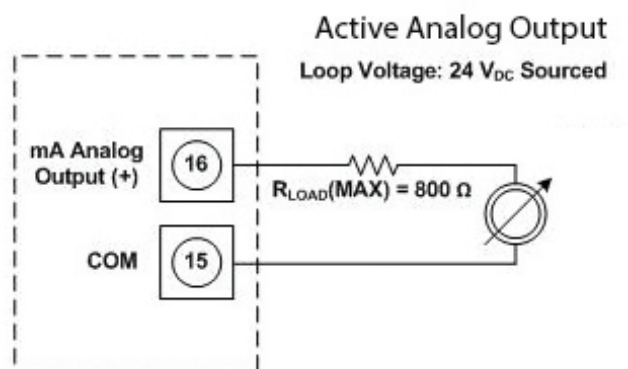 Active Analog Output
Loop Voltage: 24 VDC Sourced
mA Analog
Output (+)
16
RLOAD(MAX) = 800 Ω
COM
15